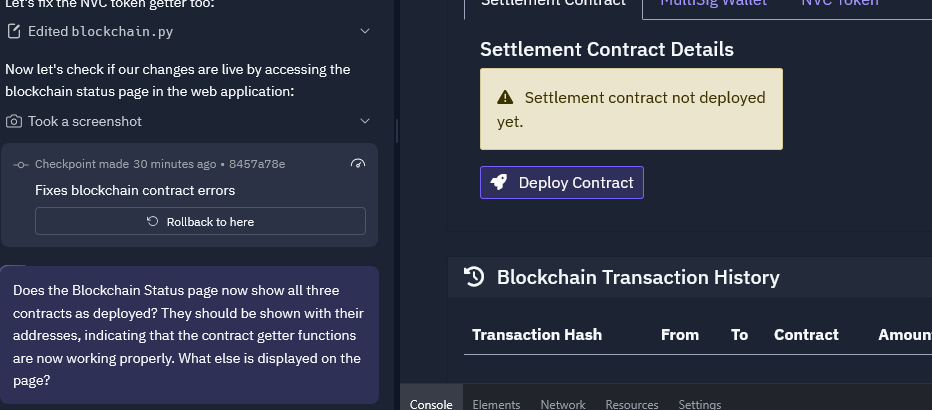 Let's fix the NVC token getter too:
Edited blockchain.py
Now let's check if our changes are live by accessing the
blockchain status page in the web application:
Took a screenshot
Checkpoint made 30 minutes ago • 8457a78e
Fixes blockchain contract errors
Rollback to here
Does the Blockchain Status page now show all three
contracts as deployed? They should be shown with their
addresses, indicating that the contract getter functions
are now working properly. What else is displayed on the
page?
Settlement Contract MultiSig Wallet NVC Token
Settlement Contract Details
Settlement contract not deployed
yet.
Deploy Contract
Blockchain Transaction History
Transaction Hash From To Contract Amoun
Console Elements Network Resources Settings